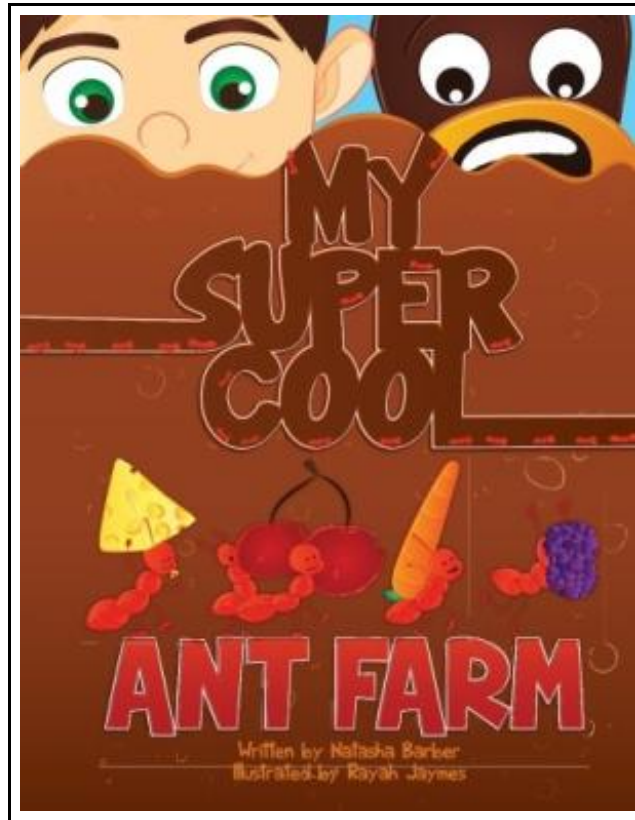 MY
SUPER
COOL
ANT FARM
Written by Natasha Barber
Illustrated by Rayah Jaymes